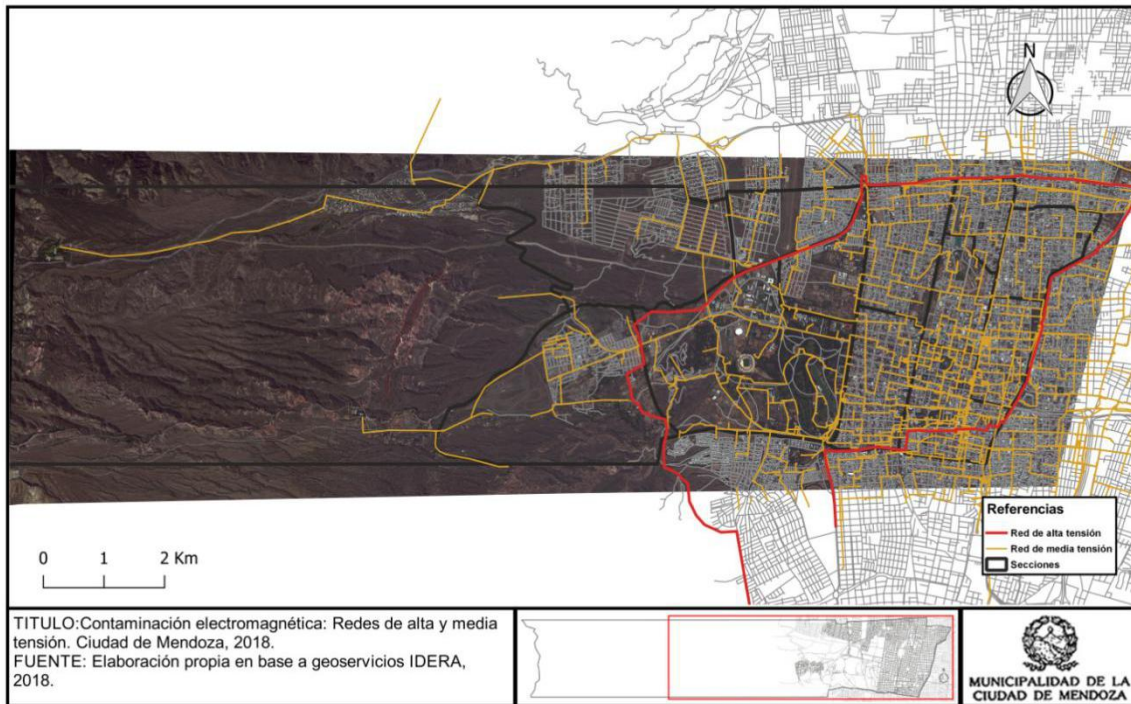 N
0 1 2 Km
Referencias
Red de alta tensión
Red de media tensión
Secciones
TITULO:Contaminación electromagnética: Redes de alta y media
tensión. Ciudad de Mendoza, 2018.
FUENTE: Elaboración propia en base a geoservicios IDERA,
2018.
MUNICIPALIDAD DE LA
CIUDAD DE MENDOZA